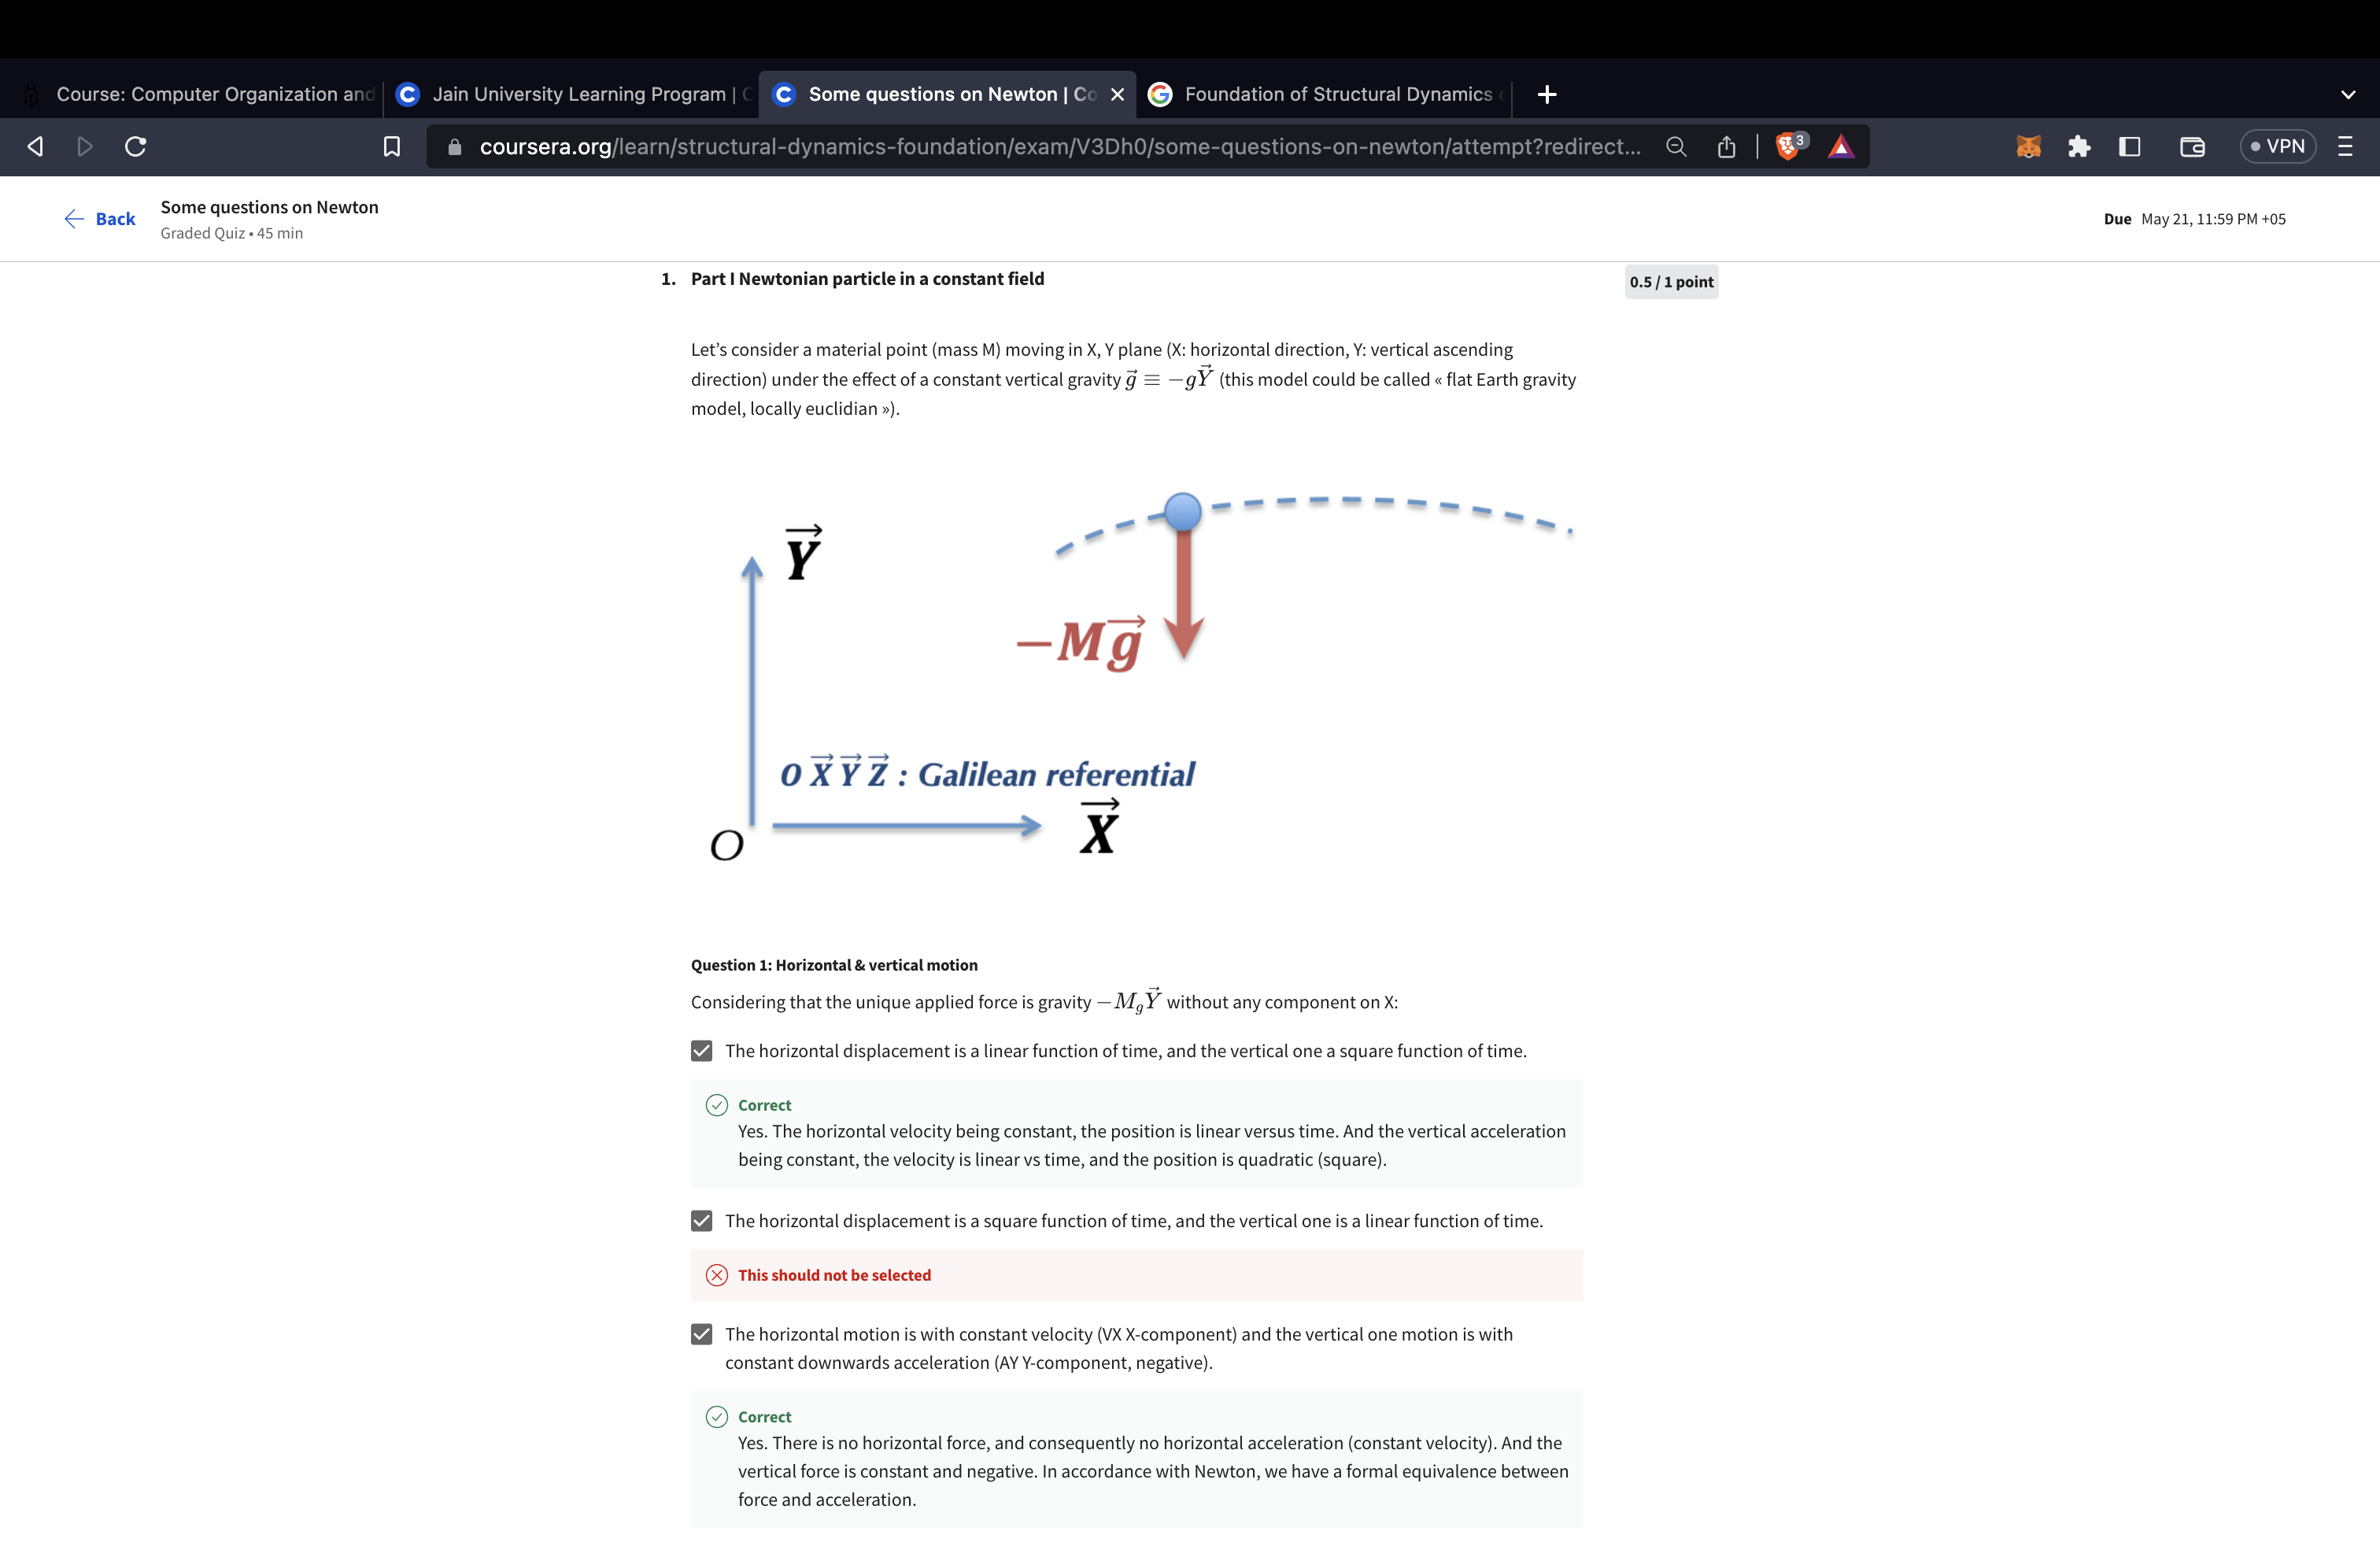 Course: Computer Organization and
Jain University Learning Program | C
Some questions on Newton | Co
Foundation of Structural Dynamics
coursera.org/learn/structural-dynamics-foundation/exam/V3Dh0/some-questions-on-newton/attempt?redirect...
3
VPN
Back
Some questions on Newton
Graded Quiz • 45 min
Due May 21, 11:59 PM +05
1. Part I Newtonian particle in a constant field
0.5 / 1 point
Let's consider a material point (mass M) moving in X, Y plane (X: horizontal direction, Y: vertical ascending
direction) under the effect of a constant vertical gravity $\vec{g} \equiv -g\vec{Y}$ (this model could be called « flat Earth gravity
model, locally euclidian »).
$\vec{Y}$
$-M\vec{g}$
$O\,\vec{X}\,\vec{Y}\,\vec{Z}$ : Galilean referential
O
$\vec{X}$
Question 1: Horizontal & vertical motion
Considering that the unique applied force is gravity $-M_g\vec{Y}$ without any component on X:
The horizontal displacement is a linear function of time, and the vertical one a square function of time.
Correct
Yes. The horizontal velocity being constant, the position is linear versus time. And the vertical acceleration
being constant, the velocity is linear vs time, and the position is quadratic (square).
The horizontal displacement is a square function of time, and the vertical one is a linear function of time.
This should not be selected
The horizontal motion is with constant velocity (VX X-component) and the vertical one motion is with
constant downwards acceleration (AY Y-component, negative).
Correct
Yes. There is no horizontal force, and consequently no horizontal acceleration (constant velocity). And the
vertical force is constant and negative. In accordance with Newton, we have a formal equivalence between
force and acceleration.